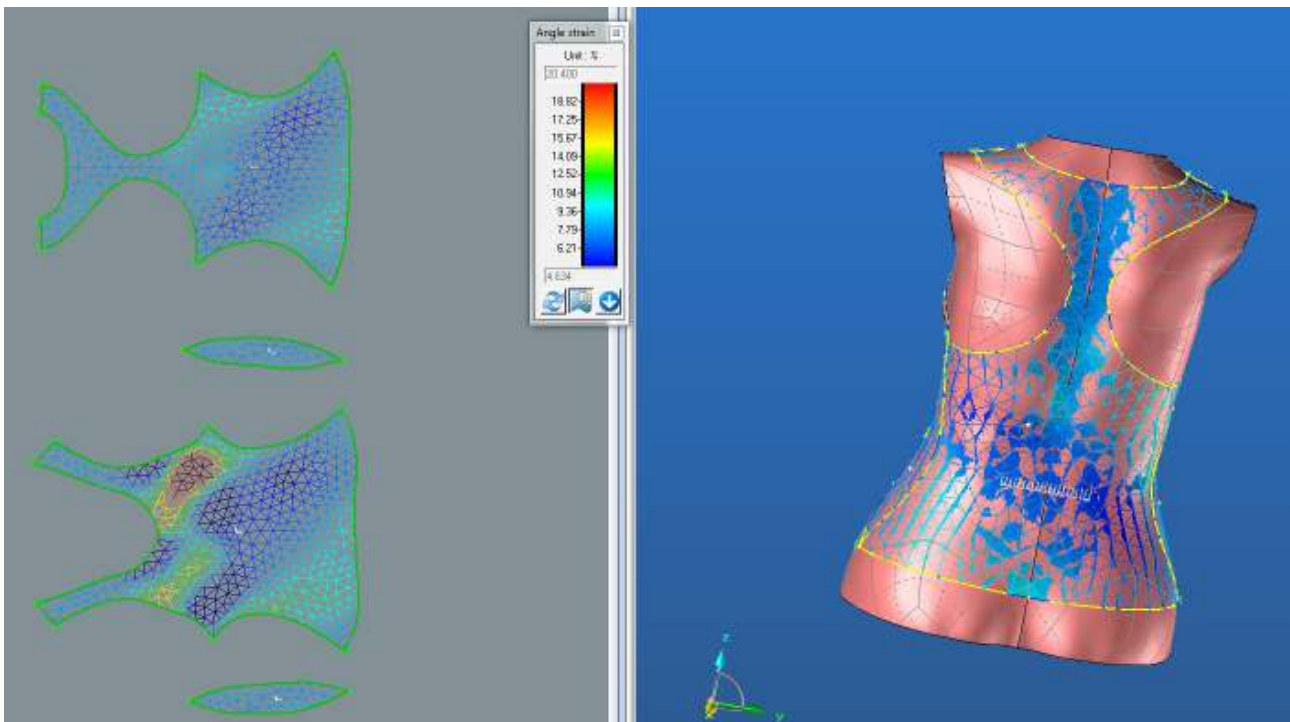 Angle strain
Unit: %
20.400
18.82
17.25
15.67
14.09
12.52
10.94
9.36
7.79
6.21
4.634
z
y